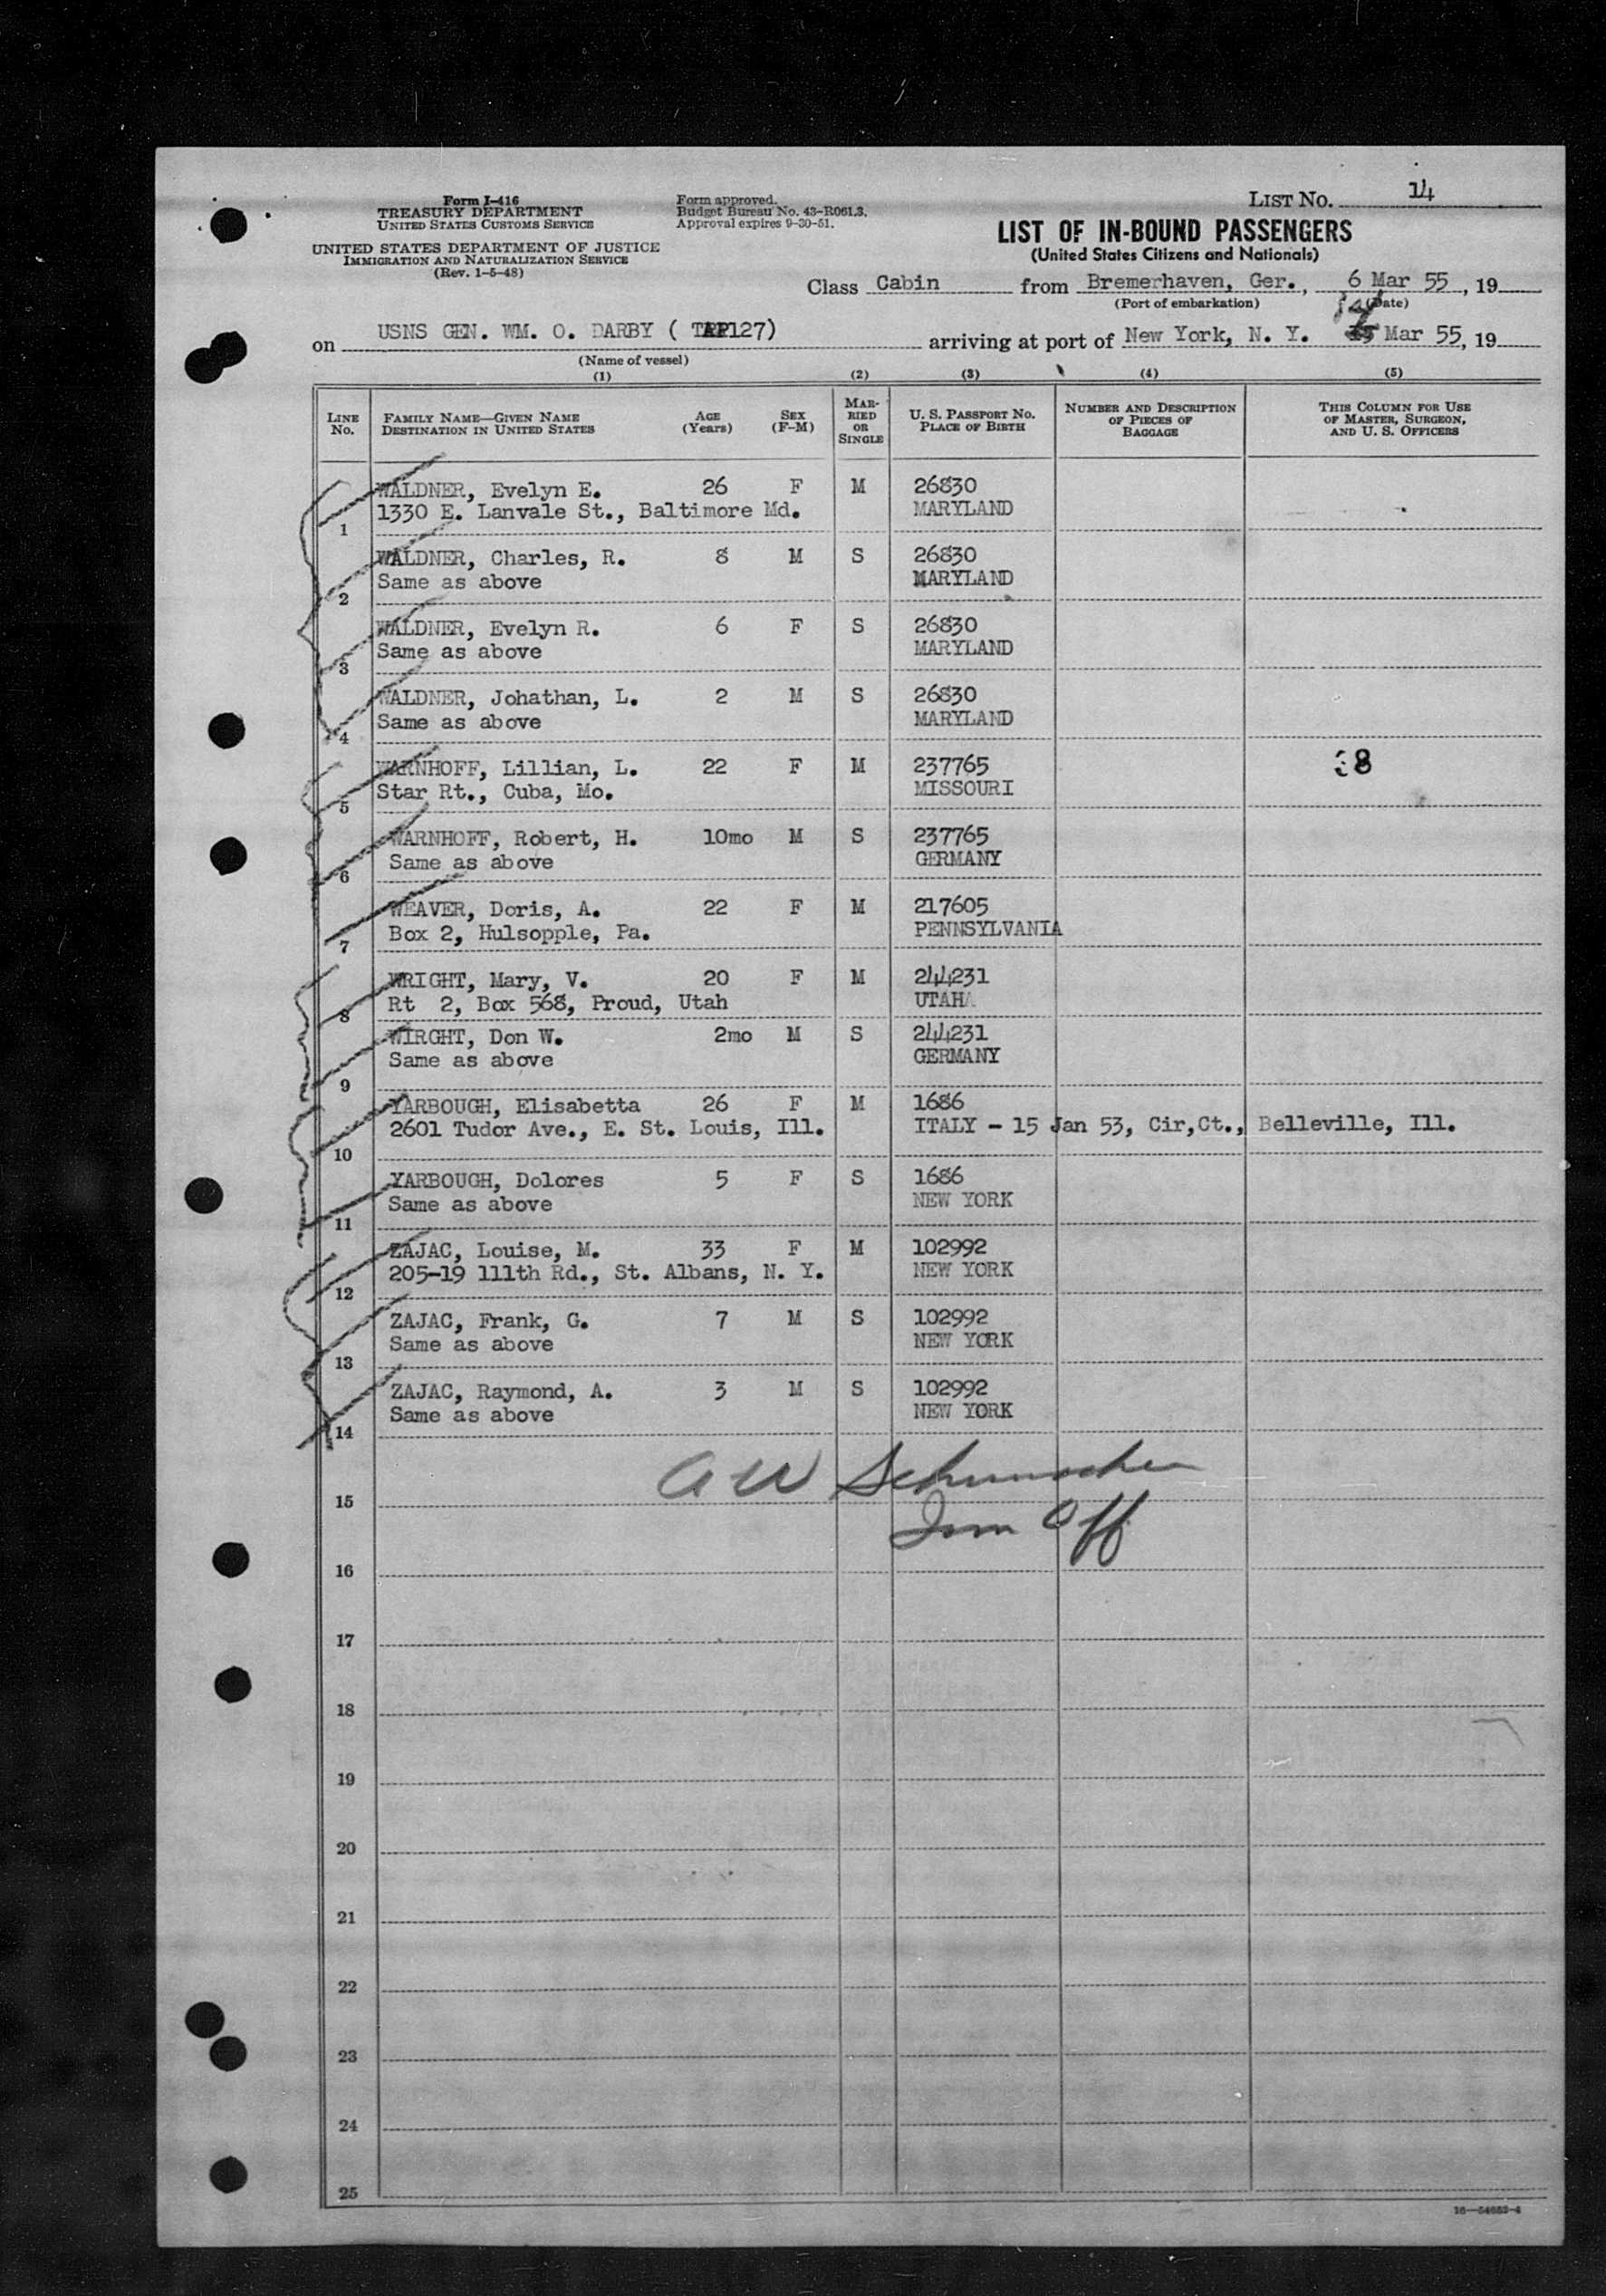 Form I-416
TREASURY DEPARTMENT
UNITED STATES CUSTOMS SERVICE
UNITED STATES DEPARTMENT OF JUSTICE
IMMIGRATION AND NATURALIZATION SERVICE
(Rev. 1-5-48)
Form approved.
Budget Bureau No. 43-R061.3.
Approval expires 9-30-51.
LIST NO. 14
LIST OF IN-BOUND PASSENGERS
(United States Citizens and Nationals)
Class Cabin from Bremerhaven, Ger., 6 Mar 55, 19
(Port of embarkation) (Date)
on USNS GEN. WM. O. DARBY ( TAP127) arriving at port of New York, N. Y. 14 Mar 55, 19
(Name of vessel)
(1) (2) (3) (4) (5)
LINE NO. FAMILY NAME—GIVEN NAME DESTINATION IN UNITED STATES AGE (Years) SEX (F-M) MARRIED OR SINGLE U. S. PASSPORT NO. PLACE OF BIRTH NUMBER AND DESCRIPTION OF PIECES OF BAGGAGE THIS COLUMN FOR USE OF MASTER, SURGEON, AND U. S. OFFICERS
WALDNER, Evelyn E. 26 F M 26830
1 1330 E. Lanvale St., Baltimore Md. MARYLAND
WALDNER, Charles, R. 8 M S 26830
2 Same as above MARYLAND
WALDNER, Evelyn R. 6 F S 26830
3 Same as above MARYLAND
WALDNER, Johathan, L. 2 M S 26830
4 Same as above MARYLAND
WARNHOFF, Lillian, L. 22 F M 237765 38
5 Star Rt., Cuba, Mo. MISSOURI
WARNHOFF, Robert, H. 10mo M S 237765
6 Same as above GERMANY
WEAVER, Doris, A. 22 F M 217605
7 Box 2, Hulsopple, Pa. PENNSYLVANIA
WRIGHT, Mary, V. 20 F M 244231
8 Rt 2, Box 568, Proud, Utah UTAH
WIRGHT, Don W. 2mo M S 244231
9 Same as above GERMANY
YARBOUGH, Elisabetta 26 F M 1686
10 2601 Tudor Ave., E. St. Louis, Ill. ITALY - 15 Jan 53, Cir,Ct., Belleville, Ill.
YARBOUGH, Dolores 5 F S 1686
11 Same as above NEW YORK
ZAJAC, Louise, M. 33 F M 102992
12 205-19 111th Rd., St. Albans, N. Y. NEW YORK
ZAJAC, Frank, G. 7 M S 102992
13 Same as above NEW YORK
ZAJAC, Raymond, A. 3 M S 102992
14 Same as above NEW YORK
A W Schumacher
15
Imm Off
16
17
18
19
20
21
22
23
24
25